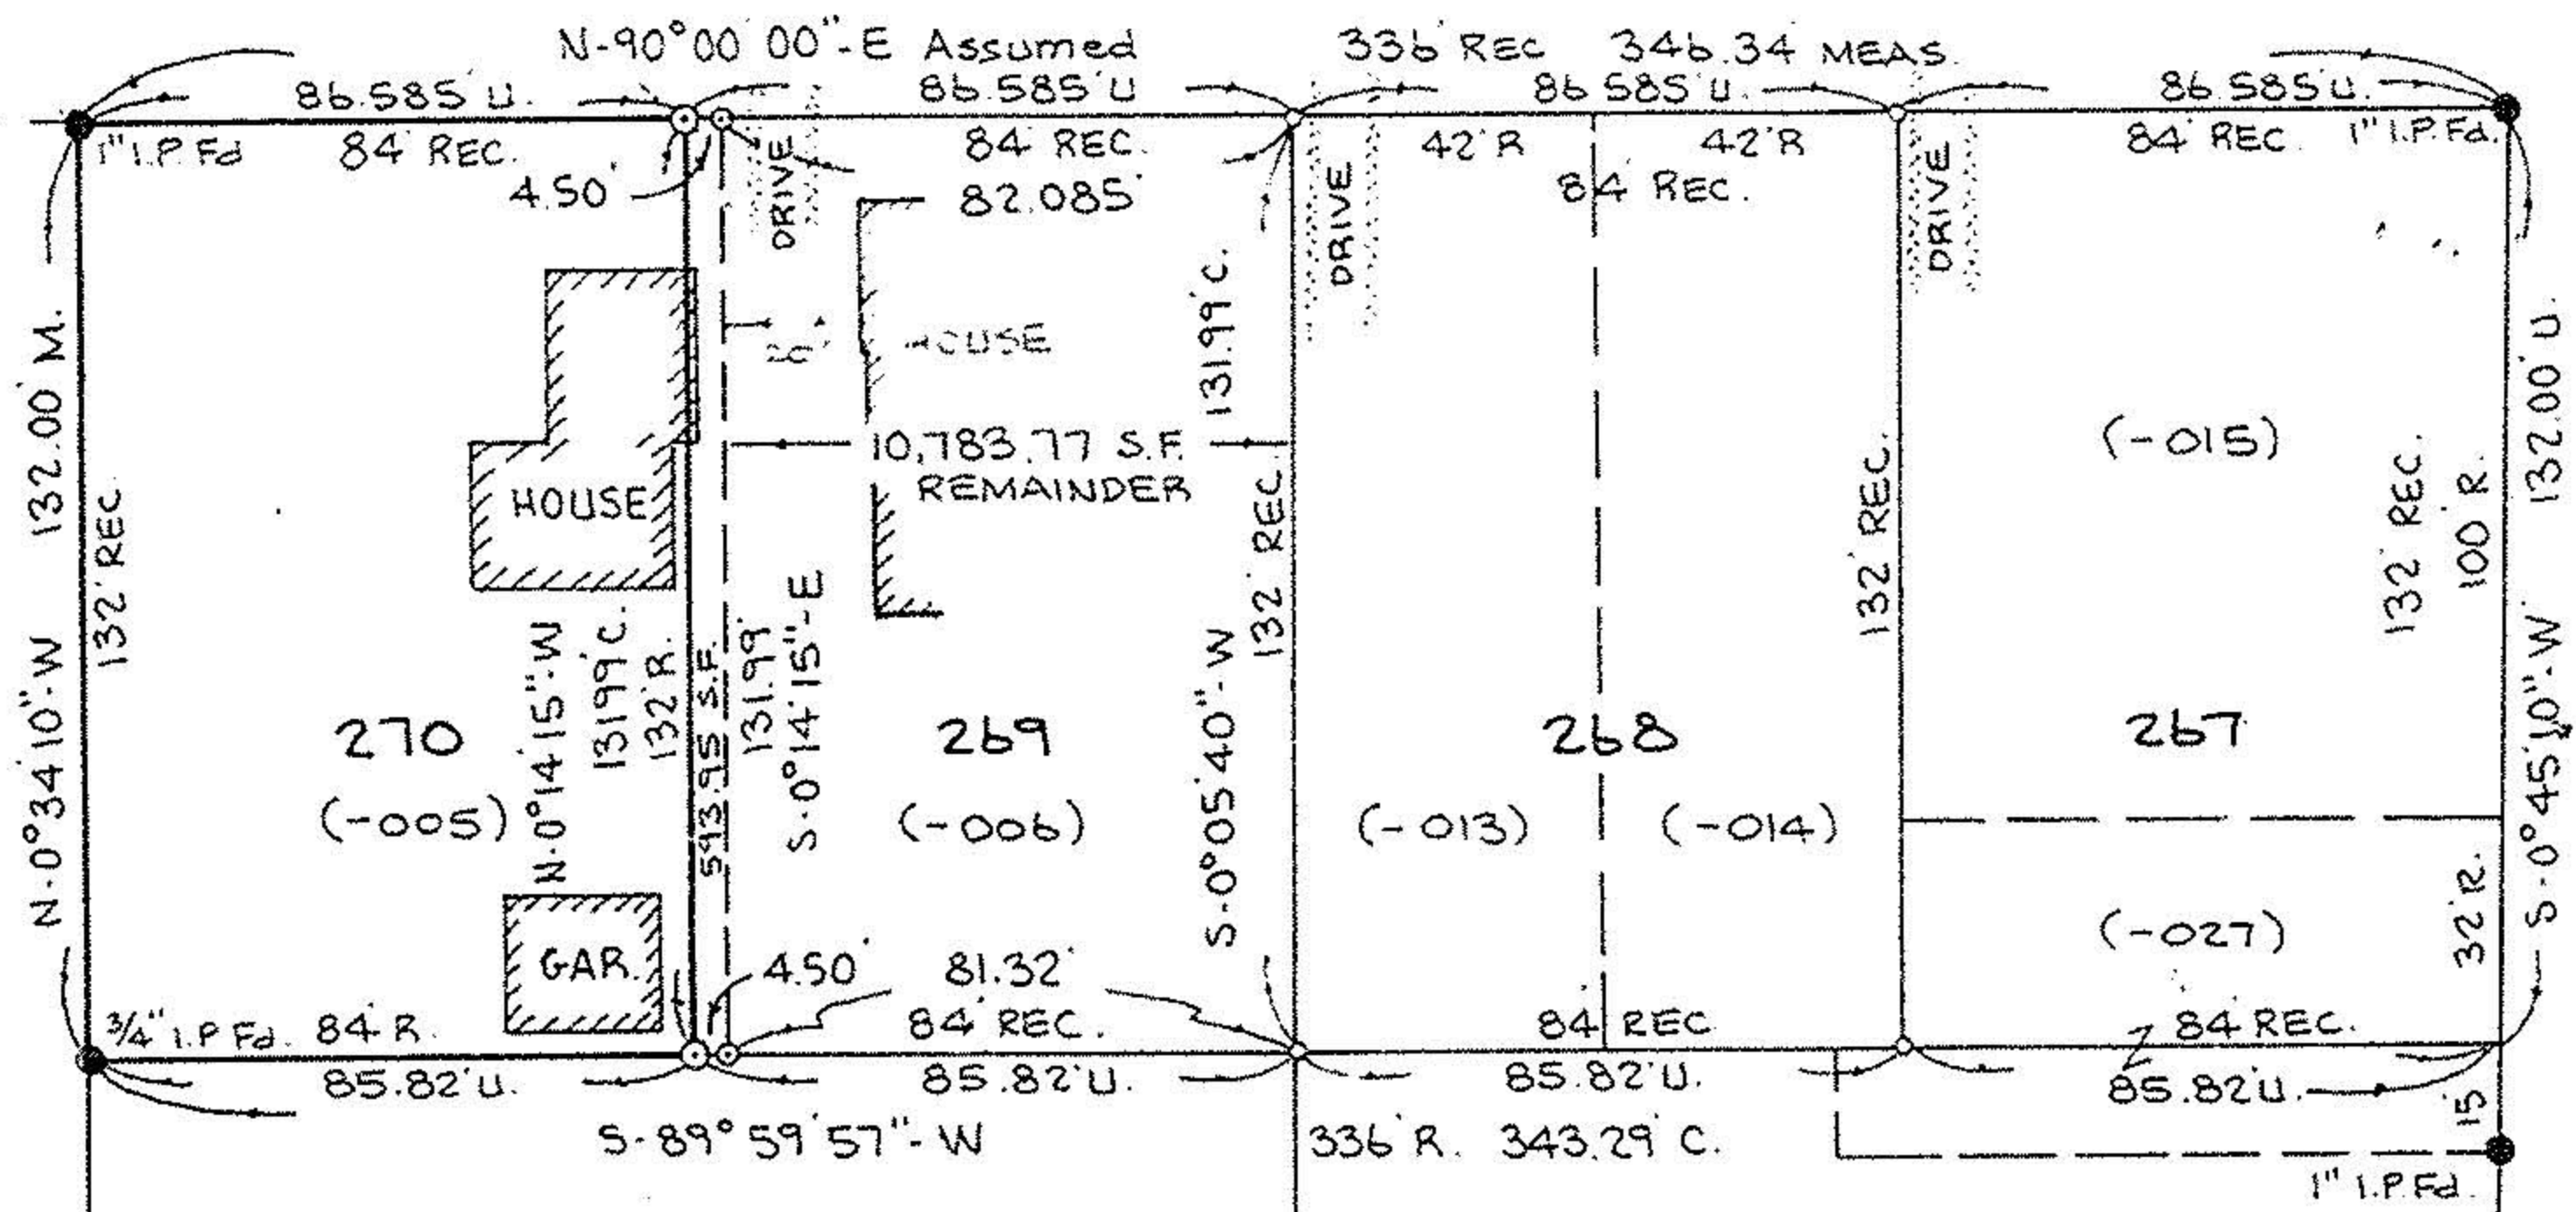 N-90°00'00"-E Assumed
336' REC 346.34 MEAS.
86.585' U.
86.585' U
86.585' U.
86.585' U.
1" I.P. Fd
84' REC.
84' REC.
42' R
42' R
84' REC.
1" I.P. Fd.
84' REC.
4.50'
82.085'
DRIVE
DRIVE
DRIVE
HOUSE
10,783.77 S.F.
REMAINDER
HOUSE
N-0°34'10"-W 132.00' M.
132' REC
N-0°14'15"-W
131.99' C.
132' R.
593.95 S.F.
131.99'
S-0°14'15"-E
S-0°05'40"-W
131.99' C.
132' REC.
132' REC.
132' REC.
100' R.
S-0°45'10"-W 132.00' U.
(-015)
270
269
268
267
(-005)
(-006)
(-013)
(-014)
(-027)
32' R.
GAR.
4.50'
81.32'
3/4" I.P. Fd. 84' R.
84' REC.
84' REC
84' REC.
85.82' U.
85.82' U.
85.82' U.
85.82' U.
15'
S-89°59'57"-W
336' R. 343.29' C.
1" I.P. Fd.